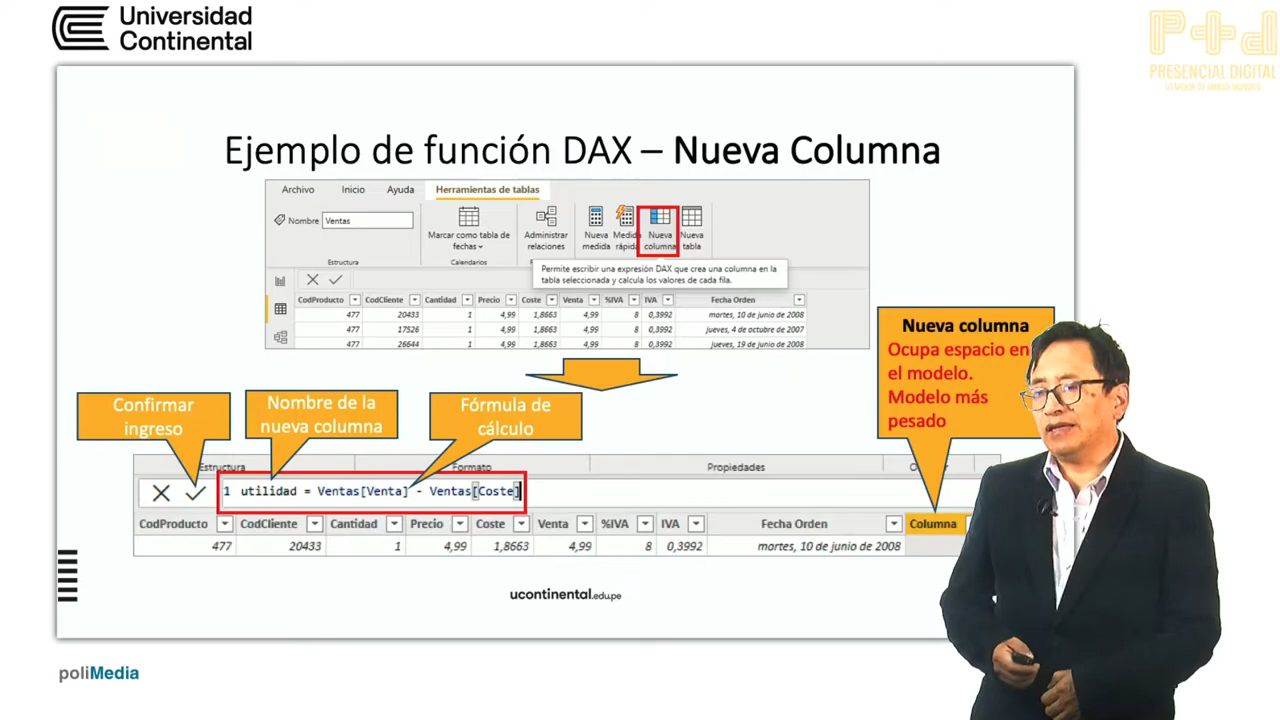 Universidad
Continental
P+d
PRESENCIAL DIGITAL
LO MEJOR DE AMBOS MUNDOS
Ejemplo de función DAX – Nueva Columna
Archivo Inicio Ayuda Herramientas de tablas
Nombre Ventas
Marcar como tabla de
fechas
Administrar
relaciones
Nueva
medida
Medida
rápida
Nueva
columna
Nueva
tabla
Estructura Calendarios
Permite escribir una expresión DAX que crea una columna en la
tabla seleccionada y calcula los valores de cada fila.
CodProducto CodCliente Cantidad Precio Coste Venta %IVA IVA Fecha Orden
477 20433 1 4,99 1,8663 4,99 8 0,3992 martes, 10 de junio de 2008
477 17526 1 4,99 1,8663 4,99 8 0,3992 jueves, 4 de octubre de 2007
477 26644 1 4,99 1,8663 4,99 8 0,3992 jueves, 19 de junio de 2008
Nueva columna
Ocupa espacio en
el modelo.
Modelo más
pesado
Confirmar
ingreso
Nombre de la
nueva columna
Fórmula de
cálculo
Estructura Formato Propiedades
1 utilidad = Ventas[Venta] - Ventas[Coste]
CodProducto CodCliente Cantidad Precio Coste Venta %IVA IVA Fecha Orden Columna
477 20433 1 4,99 1,8663 4,99 8 0,3992 martes, 10 de junio de 2008
ucontinental.edu.pe
poliMedia